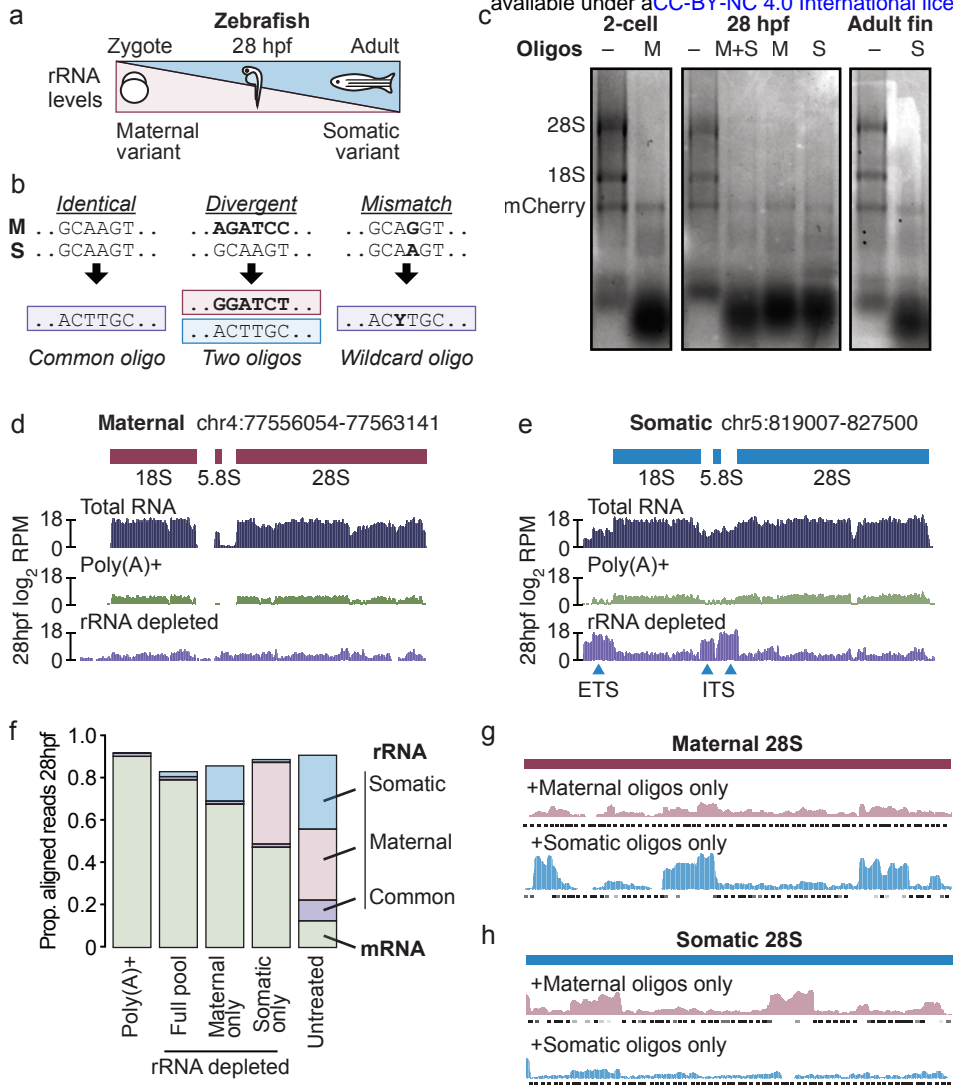 available under aCC-BY-NC 4.0 International lice
a
Zebrafish
Zygote 28 hpf Adult
rRNA
levels
Maternal
variant
Somatic
variant
b
Identical Divergent Mismatch
M ..GCAAGT.. ..AGATCC.. ..GCAGGT..
S ..GCAAGT.. ..GCAAGT.. ..GCAAGT..
..GGATCT..
..ACTTGC.. ..ACTTGC.. ..ACYTGC..
Common oligo Two oligos Wildcard oligo
c
2-cell 28 hpf Adult fin
Oligos – M – M+S M S – S
28S
18S
mCherry
d Maternal chr4:77556054-77563141
18S 5.8S 28S
28hpf log2 RPM
Total RNA
18
0
Poly(A)+
18
0
rRNA depleted
18
0
e Somatic chr5:819007-827500
18S 5.8S 28S
28hpf log2 RPM
Total RNA
18
0
Poly(A)+
18
0
rRNA depleted
18
0
ETS ITS
f
Prop. aligned reads 28hpf
1.0
0.8
0.6
0.4
0.2
0
rRNA
Somatic
Maternal
Common
mRNA
Poly(A)+
Full pool
Maternal
only
Somatic
only
Untreated
rRNA depleted
g
Maternal 28S
+Maternal oligos only
+Somatic oligos only
h
Somatic 28S
+Maternal oligos only
+Somatic oligos only